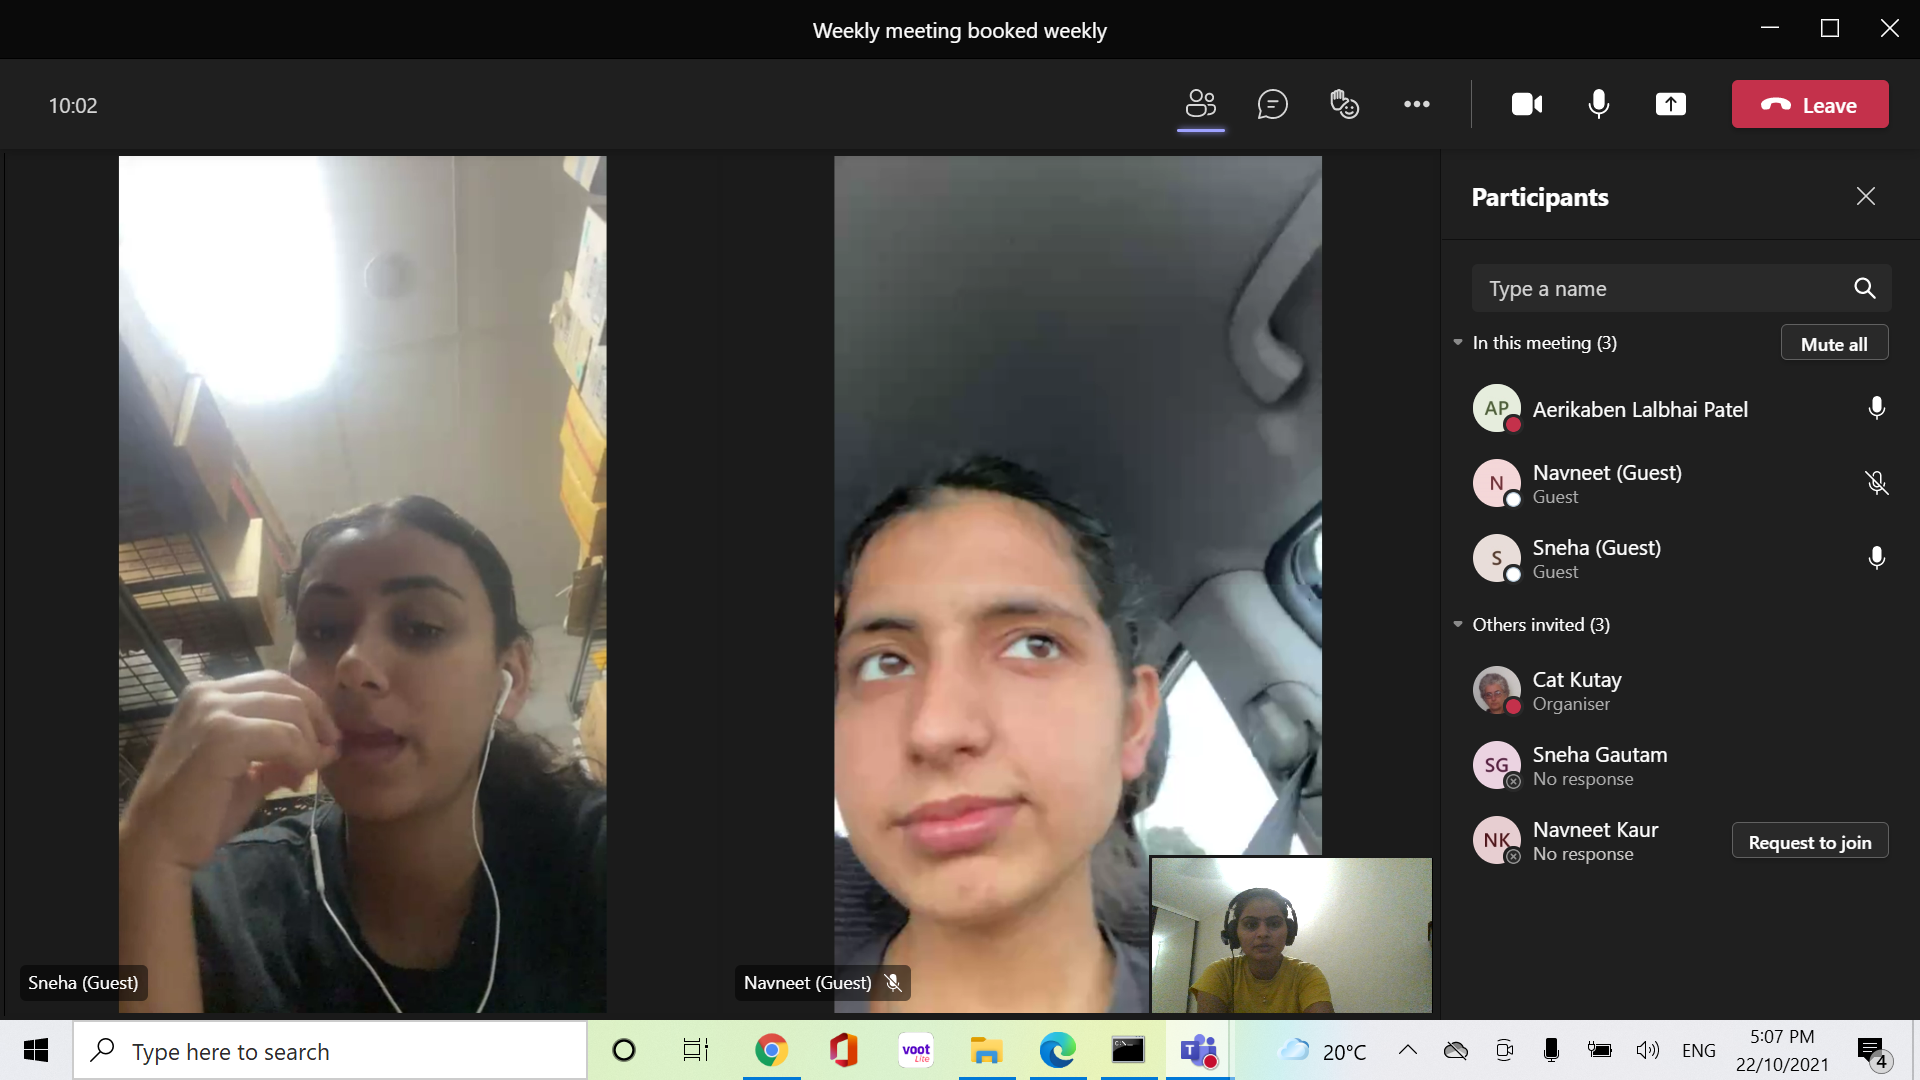 Weekly meeting booked weekly
10:02
Leave
Sneha (Guest)
Navneet (Guest)
Participants
Type a name
In this meeting (3)
Mute all
AP
Aerikaben Lalbhai Patel
N
Navneet (Guest)
Guest
S
Sneha (Guest)
Guest
Others invited (3)
Cat Kutay
Organiser
SG
Sneha Gautam
No response
NK
Navneet Kaur
No response
Request to join
Type here to search
voot
Lite
T
20°C
ENG
5:07 PM
22/10/2021
4